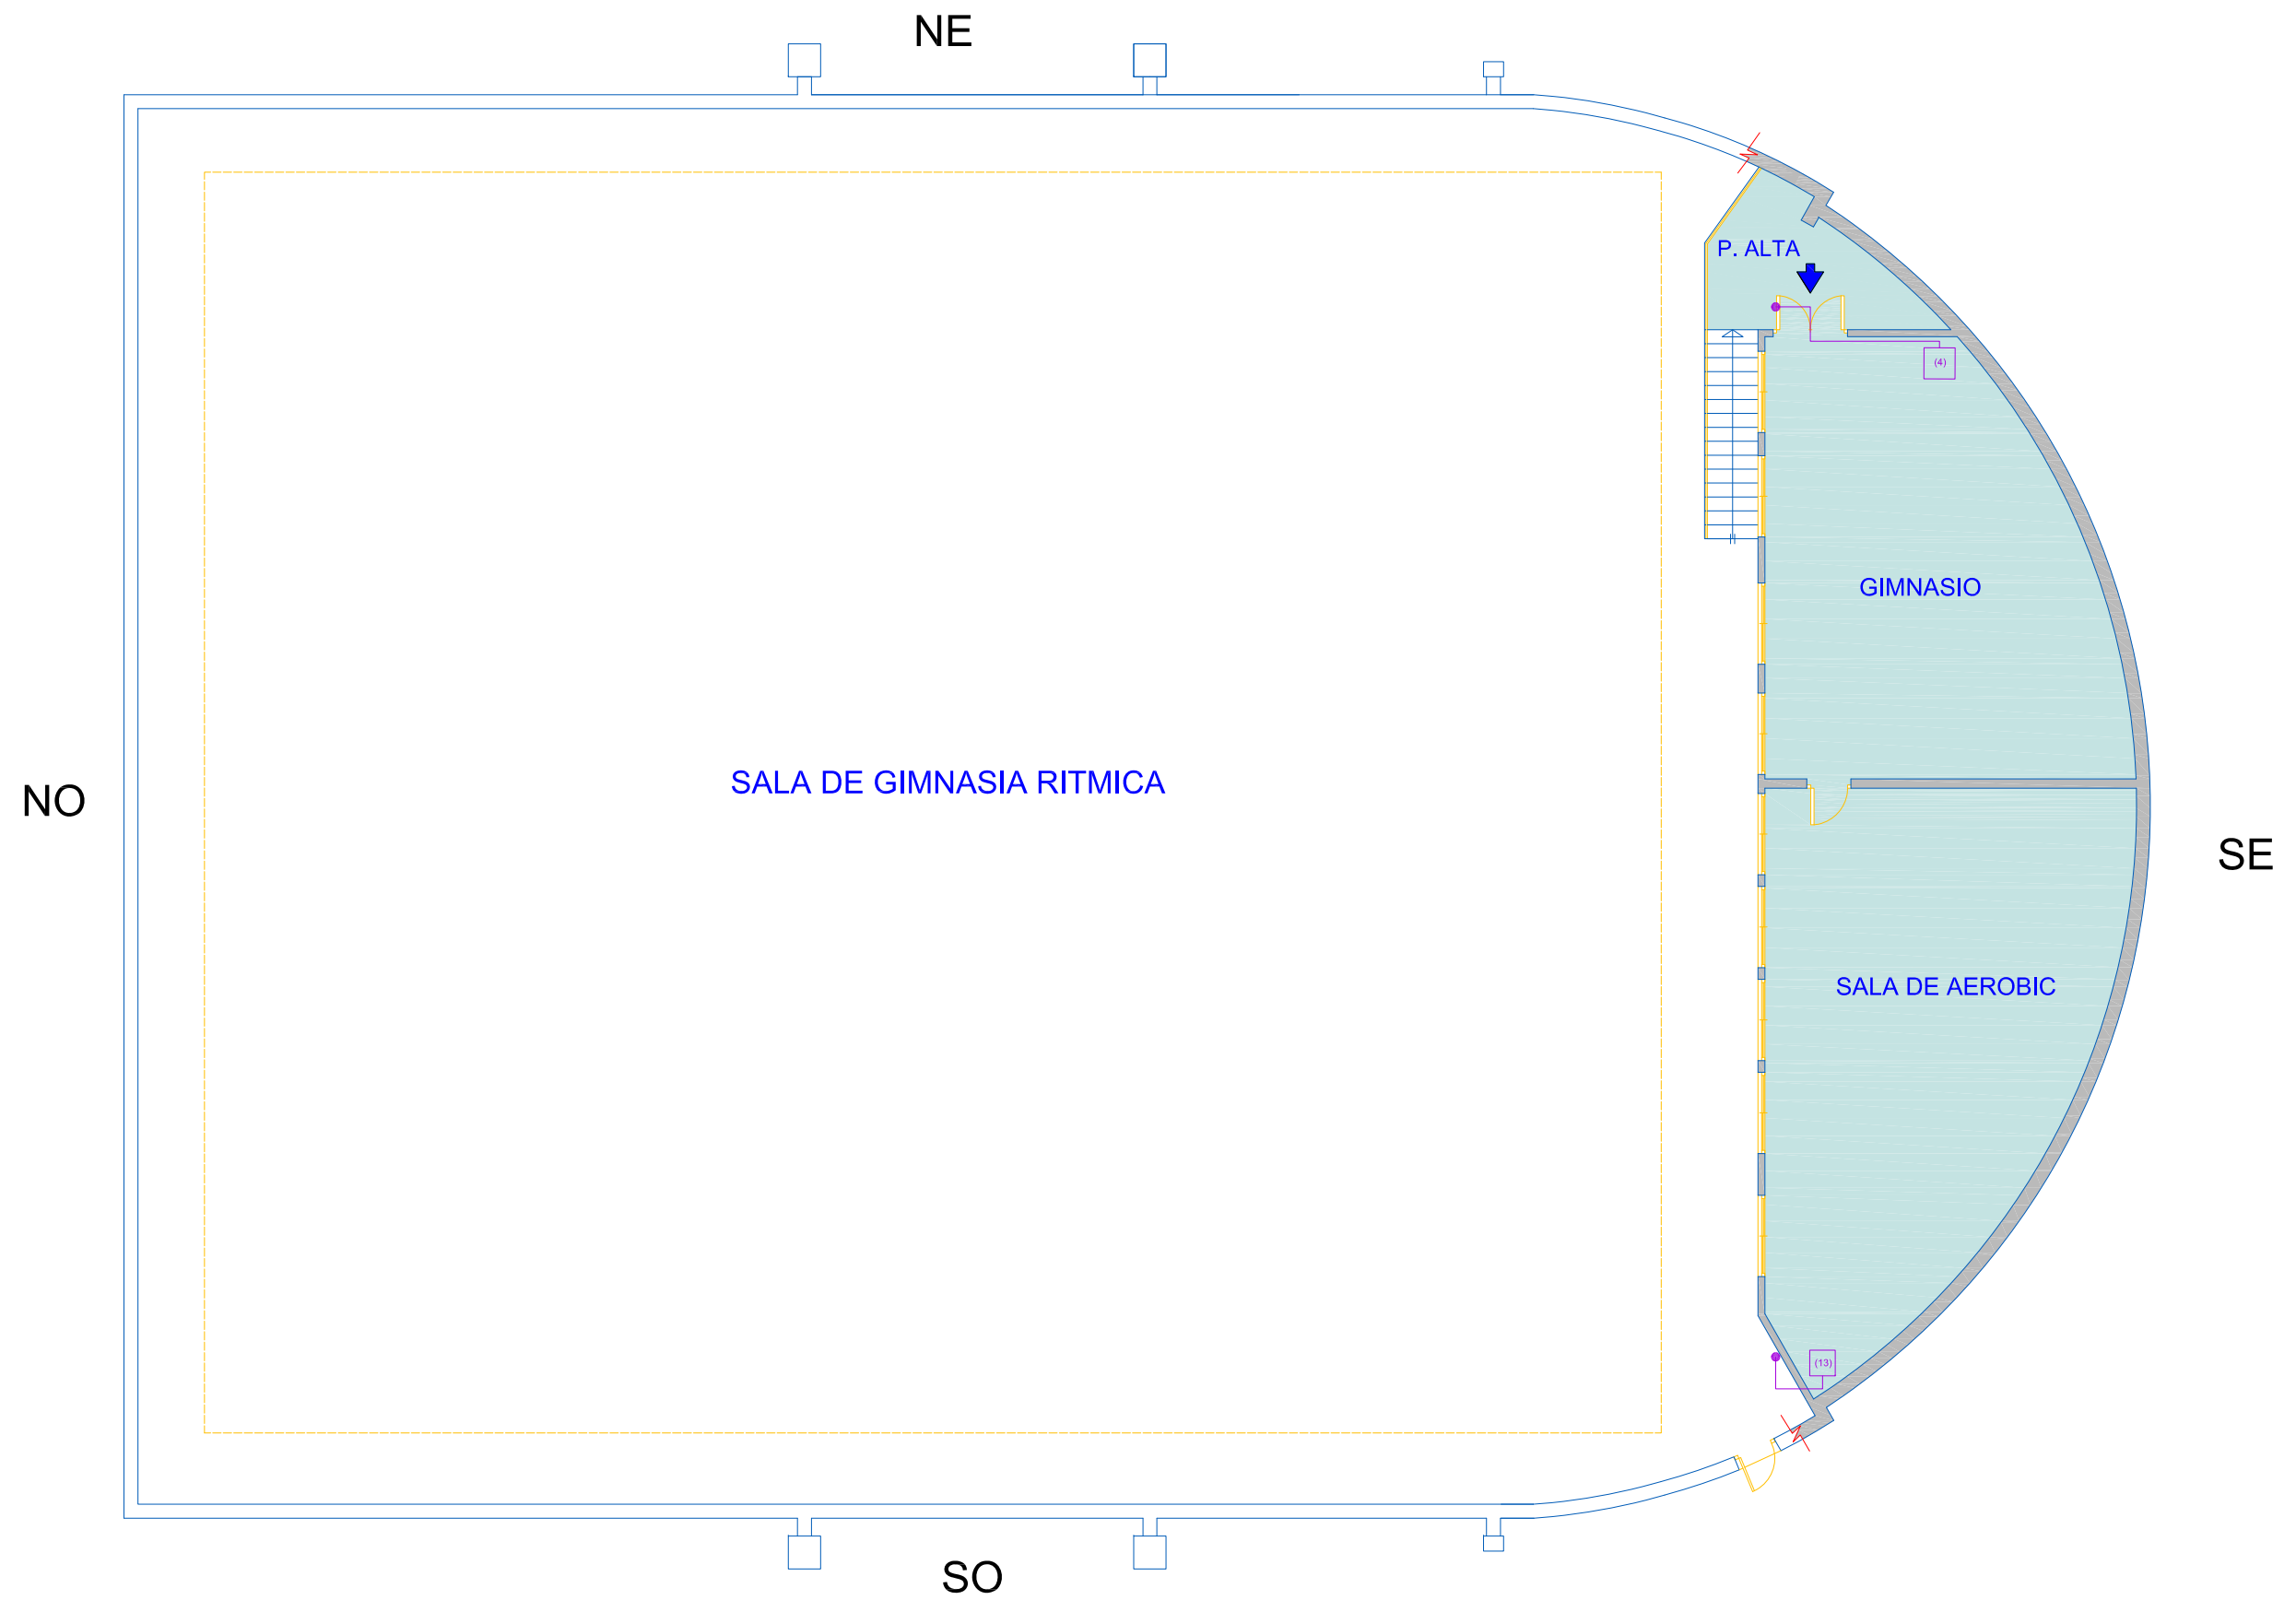 NE
P. ALTA
(4)
GIMNASIO
SALA DE GIMNASIA RITMICA
NO
SE
SALA DE AEROBIC
(13)
SO